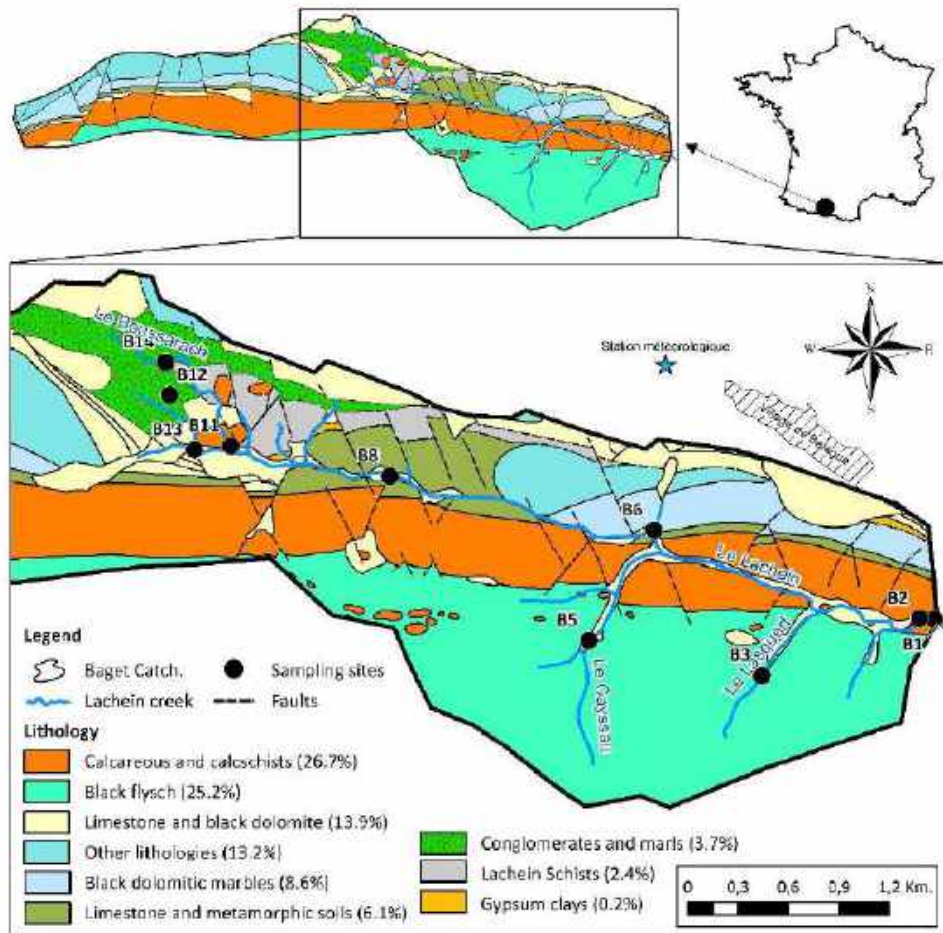 Le Boussarach
B14
B12
Station météorologique
N
W
E
S
B11
B13
B8
B6
Le Lachein
B2
B5
B3
B1
Le Gayssau
Le Lasquert
Legend
Baget Catch.
Sampling sites
Lachein creek
Faults
Lithology
Calcareous and calcschists (26.7%)
Black flysch (25.2%)
Limestone and black dolomite (13.9%)
Other lithologies (13.2%)
Black dolomitic marbles (8.6%)
Limestone and metamorphic soils (6.1%)
Conglomerates and marls (3.7%)
Lachein Schists (2.4%)
Gypsum clays (0.2%)
0 0,3 0,6 0,9 1,2 Km.